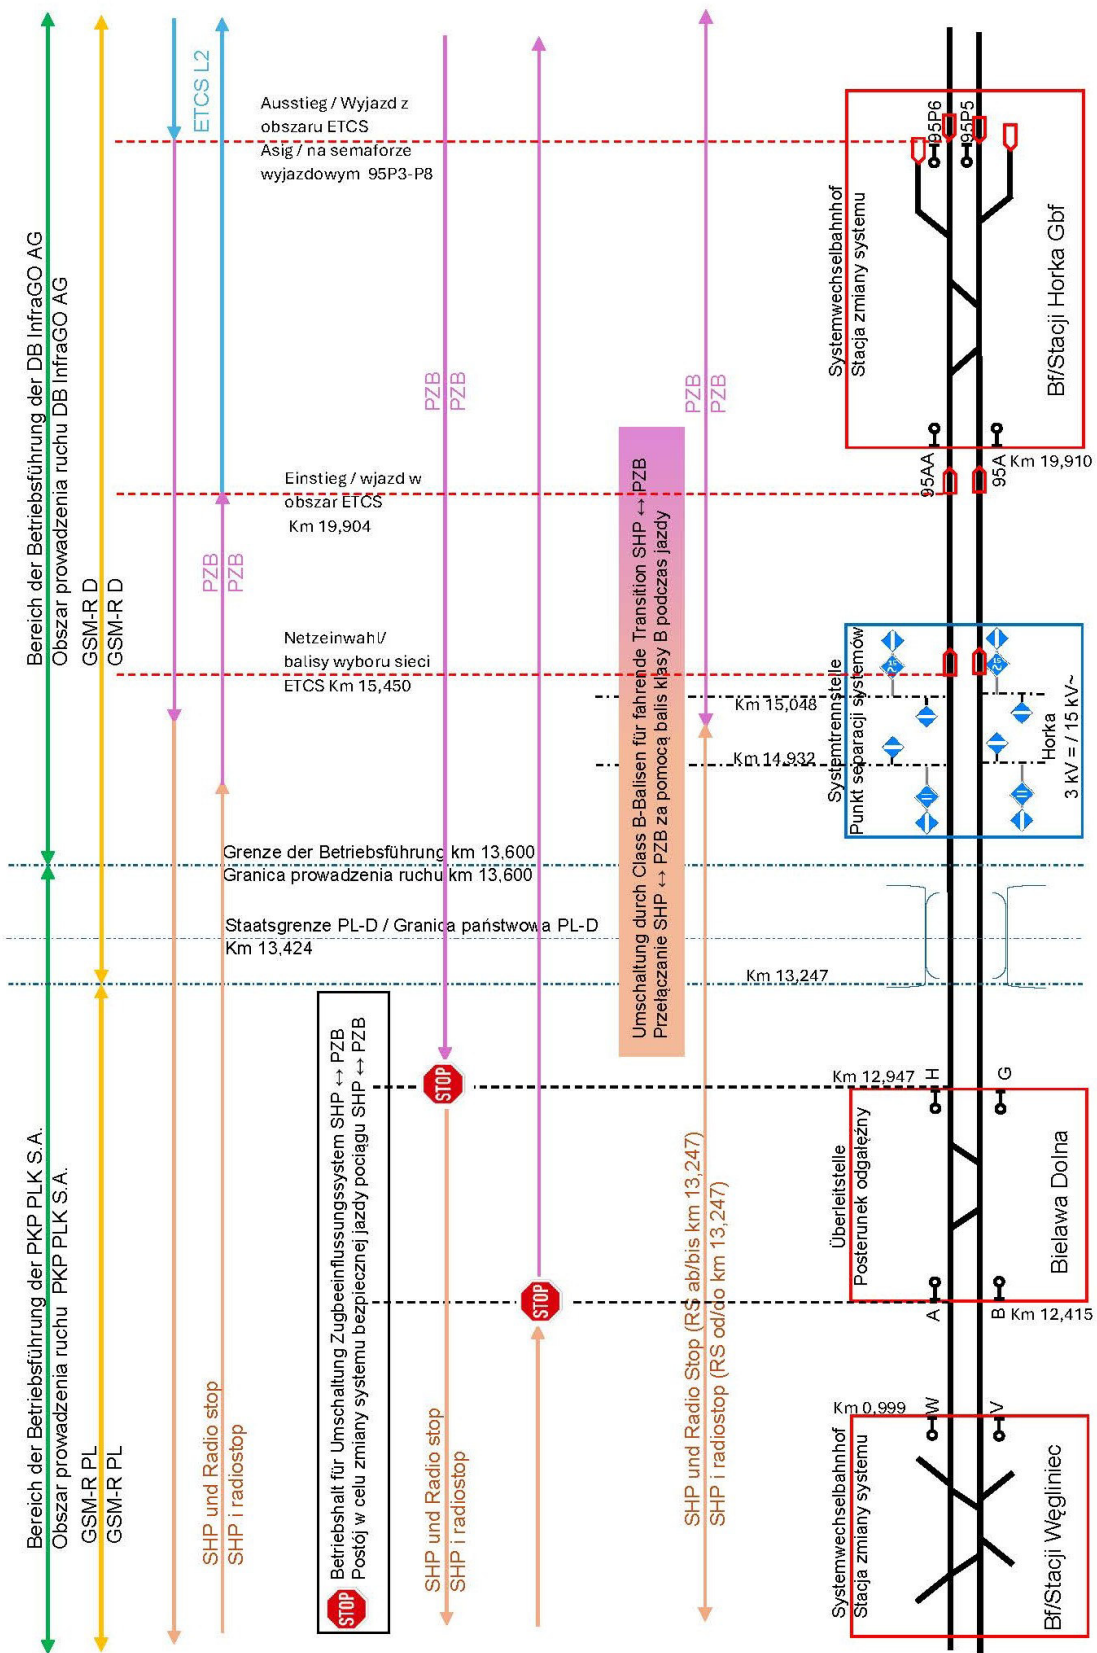 Bereich der Betriebsführung der PKP PLK S.A.
Obszar prowadzenia ruchu PKP PLK S.A.
Bereich der Betriebsführung der DB InfraGO AG
Obszar prowadzenia ruchu DB InfraGO AG
GSM-R PL
GSM-R PL
GSM-R D
GSM-R D
ETCS L2
SHP und Radio stop
SHP i radiostop
PZB
PZB
Ausstieg / Wyjazd z
obszaru ETCS
Asig / na semaforze
wyjazdowym 95P3-P8
Einstieg / wjazd w
obszar ETCS
Km 19,904
Netzeinwahl/
balisy wyboru sieci
ETCS Km 15,450
Grenze der Betriebsführung km 13,600
Granica prowadzenia ruchu km 13,600
Staatsgrenze PL-D / Granica państwowa PL-D
Km 13,424
Km 13,247
STOP
Betriebshalt für Umschaltung Zugbeeinflussungssystem SHP ↔ PZB
Postój w celu zmiany systemu bezpiecznej jazdy pociągu SHP ↔ PZB
SHP und Radio stop
SHP i radiostop
STOP
STOP
PZB
PZB
Umschaltung durch Class B-Balisen für fahrende Transition SHP ↔ PZB
Przełączanie SHP ↔ PZB za pomocą balis klasy B podczas jazdy
SHP und Radio Stop (RS ab/bis km 13,247)
SHP i radiostop (RS od/do km 13,247)
PZB
PZB
Km 15,048
Km 14,932
Km 12,947
Km 0,999
Systemwechselbahnhof
Stacja zmiany systemu
W
V
Bf/Stacji Węgliniec
Überleitstelle
Posterunek odgałęźny
A
B
Km 12,415
H
G
Bielawa Dolna
Systemtrennstelle
Punkt separacji systemów
15
15
Horka
3 kV = / 15 kV~
Systemwechselbahnhof
Stacja zmiany systemu
95AA
95A
Km 19,910
95P6
95P5
Bf/Stacji Horka Gbf